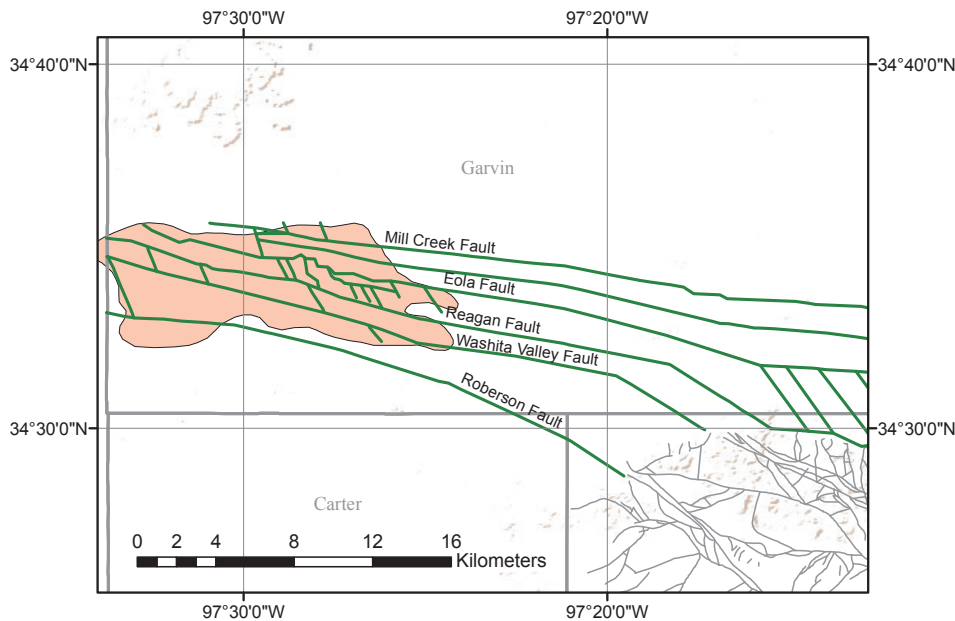 97°30'0"W 97°20'0"W
34°40'0"N 34°40'0"N
Garvin
Mill Creek Fault
Eola Fault
Reagan Fault
Washita Valley Fault
Roberson Fault
34°30'0"N 34°30'0"N
Carter
0 2 4 8 12 16
Kilometers
97°30'0"W 97°20'0"W